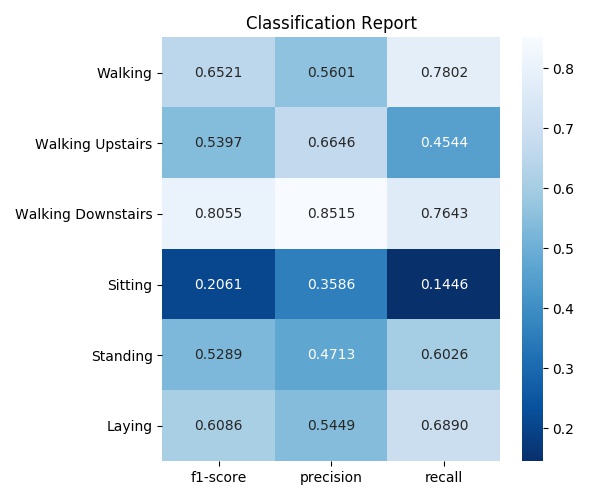 Classification Report
Walking 0.6521 0.5601 0.7802
Walking Upstairs 0.5397 0.6646 0.4544
Walking Downstairs 0.8055 0.8515 0.7643
Sitting 0.2061 0.3586 0.1446
Standing 0.5289 0.4713 0.6026
Laying 0.6086 0.5449 0.6890
f1-score precision recall
0.8
0.7
0.6
0.5
0.4
0.3
0.2